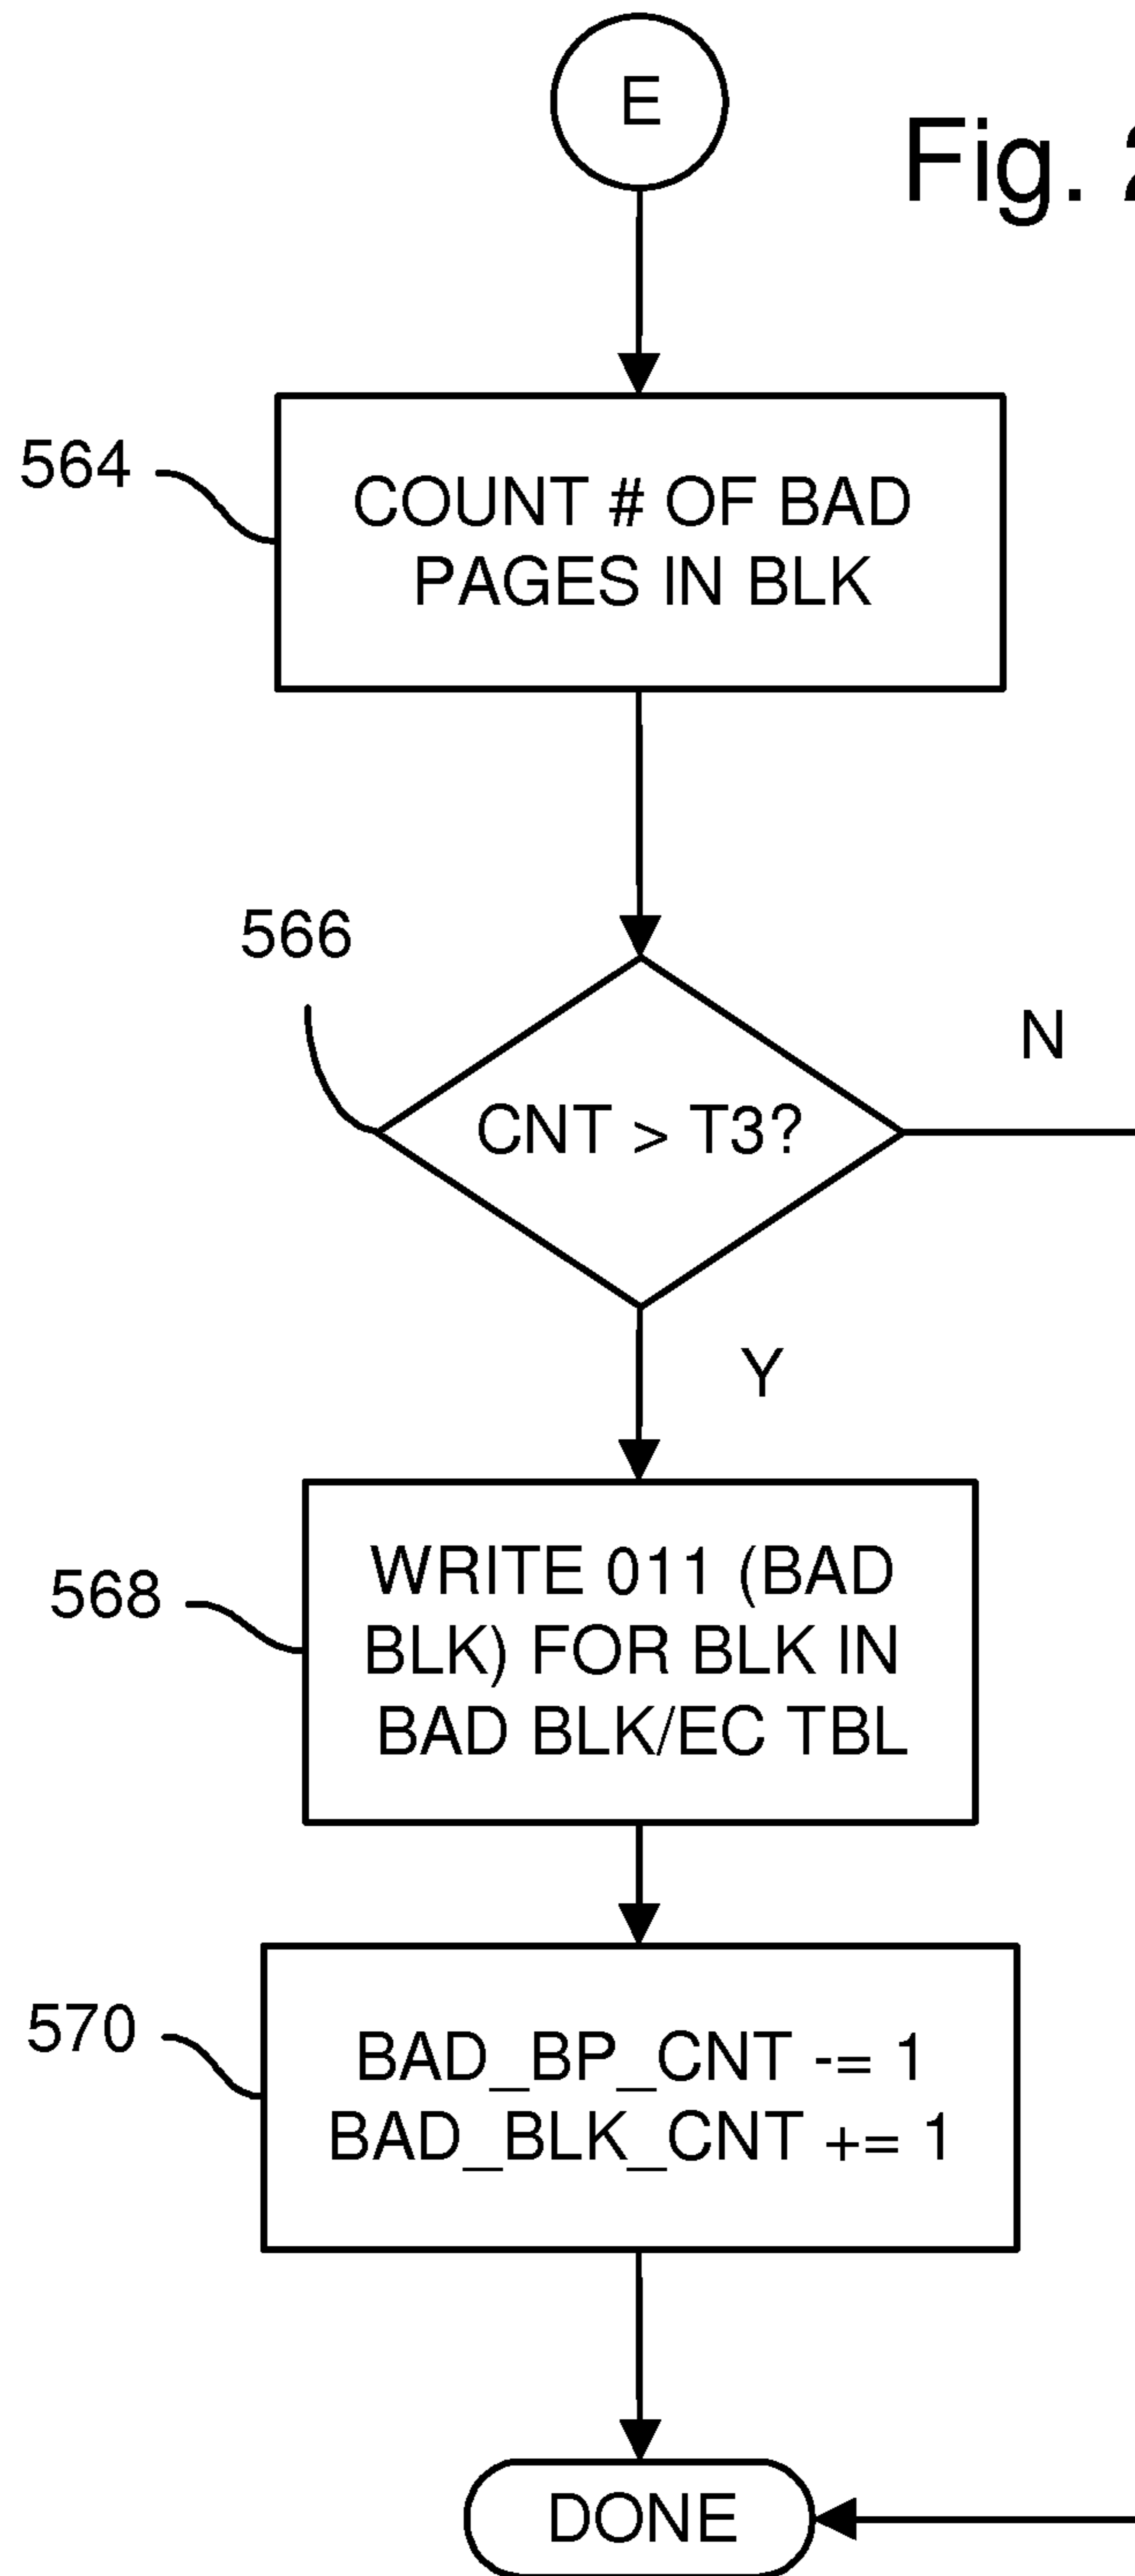 E
Fig. 2
564
COUNT # OF BAD
PAGES IN BLK
566
N
CNT > T3?
Y
568
WRITE 011 (BAD
BLK) FOR BLK IN
BAD BLK/EC TBL
570
BAD_BP_CNT -= 1
BAD_BLK_CNT += 1
DONE